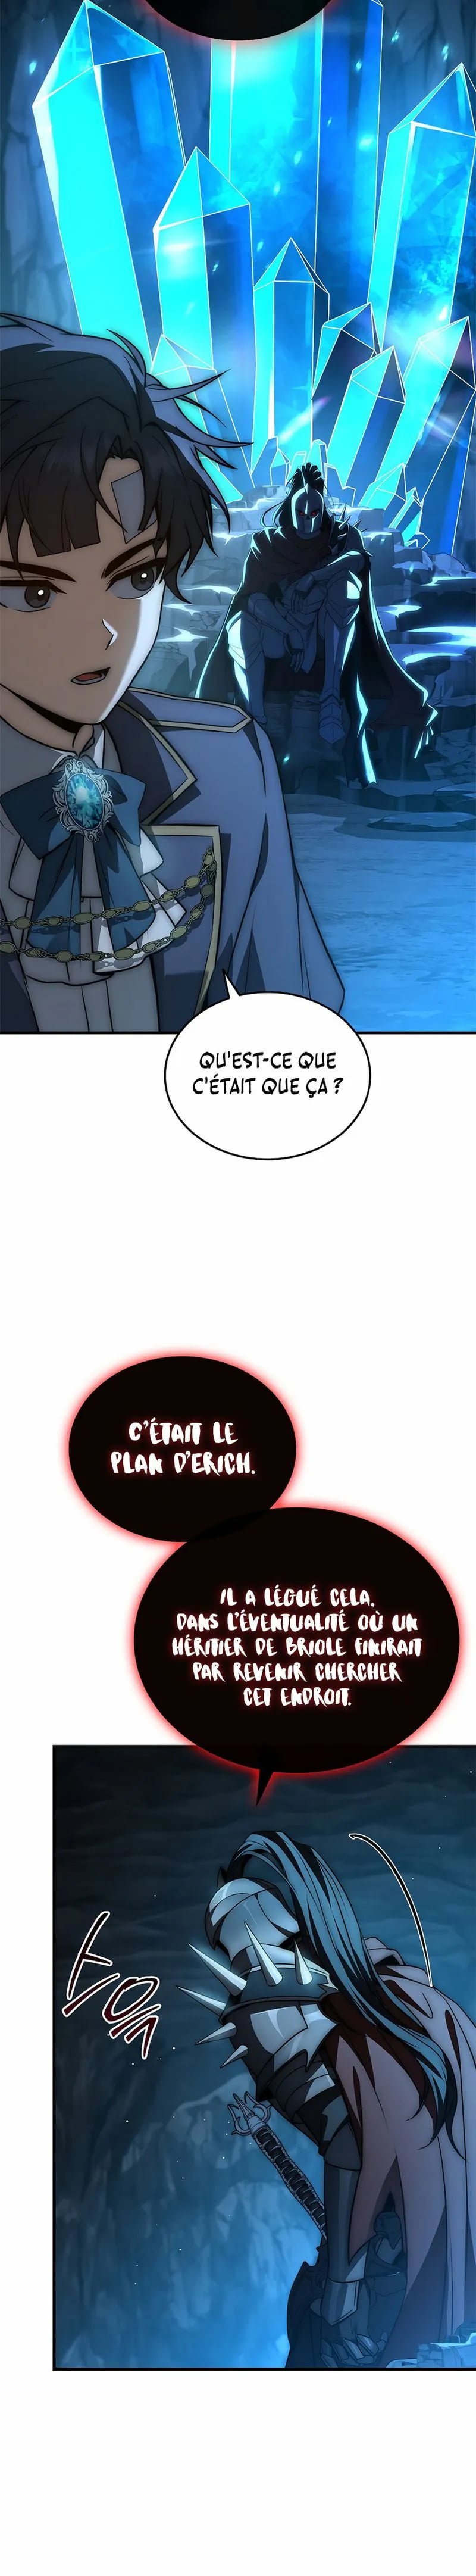 QU'EST-CE QUE
C'ÉTAIT QUE ÇA ?
C'ÉTAIT LE
PLAN D'ERICH.
IL A LÉGUÉ CELA.
DANS L'ÉVENTUALITÉ OÙ UN
HÉRITIER DE BRIOLE FINIRAIT
PAR REVENIR CHERCHER
CET ENDROIT.